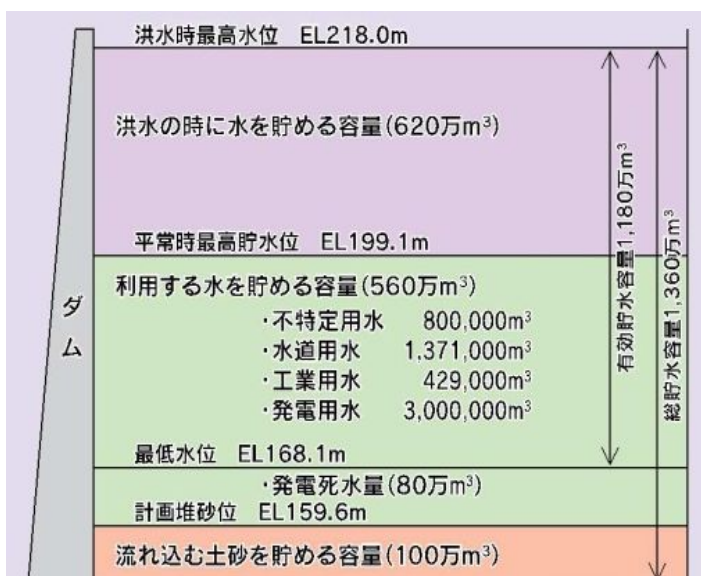 洪水時最高水位 EL218.0m
洪水の時に水を貯める容量(620万m³)
平常時最高貯水位 EL199.1m
利用する水を貯める容量(560万m³)
・不特定用水 800,000m³
・水道用水 1,371,000m³
・工業用水 429,000m³
・発電用水 3,000,000m³
最低水位 EL168.1m
・発電死水量(80万m³)
計画堆砂位 EL159.6m
流れ込む土砂を貯める容量(100万m³)
ダム
有効貯水容量1,180万m³
総貯水容量1,360万m³